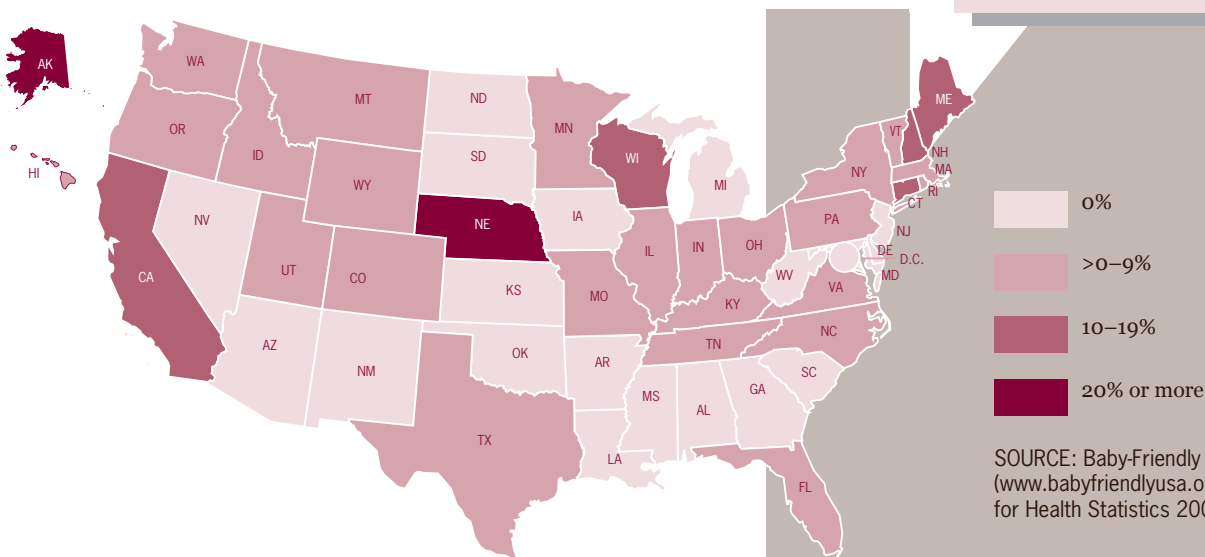 AK
WA
MT
ND
MN
ME
OR
ID
SD
WI
VT
NH
MA
HI
WY
NY
MI
RI
CT
NV
NE
IA
PA
NJ
UT
CO
IL
IN
OH
DE
D.C.
CA
KS
MO
WV
MD
VA
KY
AZ
NM
OK
AR
TN
NC
SC
MS
AL
GA
TX
LA
FL
0%
>0–9%
10–19%
20% or more
SOURCE: Baby-Friendly
(www.babyfriendlyusa.o
for Health Statistics 200